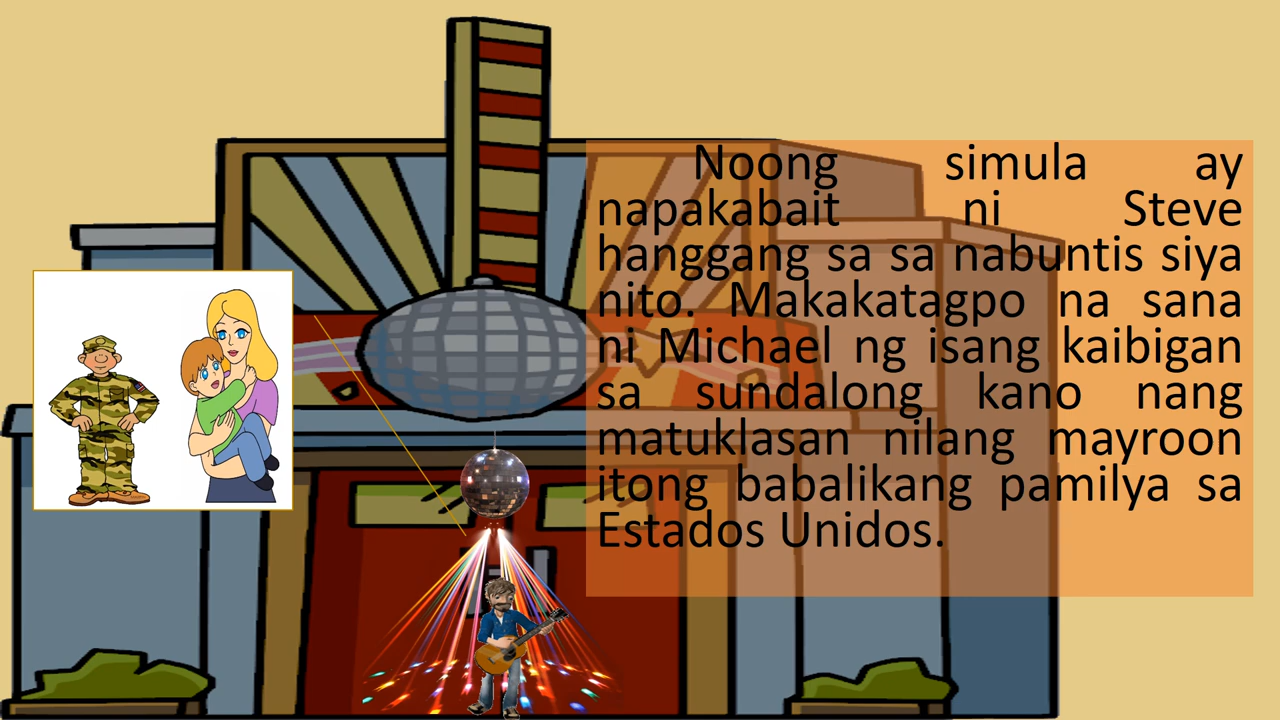 Noong simula ay
napakabait ni Steve
hanggang sa sa nabuntis siya
nito. Makakatagpo na sana
ni Michael ng isang kaibigan
sa sundalong kano nang
matuklasan nilang mayroon
itong babalikang pamilya sa
Estados Unidos.